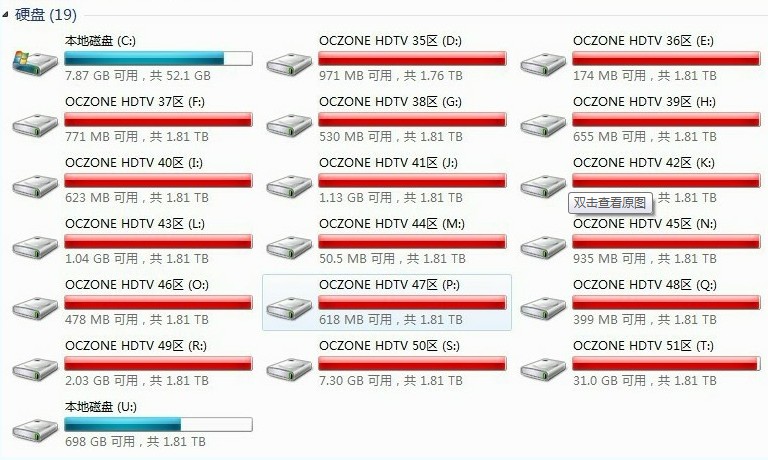 硬盘 (19)
本地磁盘 (C:)
7.87 GB 可用，共 52.1 GB
OCZONE HDTV 35区 (D:)
971 MB 可用，共 1.76 TB
OCZONE HDTV 36区 (E:)
174 MB 可用，共 1.81 TB
OCZONE HDTV 37区 (F:)
771 MB 可用，共 1.81 TB
OCZONE HDTV 38区 (G:)
530 MB 可用，共 1.81 TB
OCZONE HDTV 39区 (H:)
655 MB 可用，共 1.81 TB
OCZONE HDTV 40区 (I:)
623 MB 可用，共 1.81 TB
OCZONE HDTV 41区 (J:)
1.13 GB 可用，共 1.81 TB
OCZONE HDTV 42区 (K:)
双击查看原图
共 1.81 TB
OCZONE HDTV 43区 (L:)
1.04 GB 可用，共 1.81 TB
OCZONE HDTV 44区 (M:)
50.5 MB 可用，共 1.81 TB
OCZONE HDTV 45区 (N:)
935 MB 可用，共 1.81 TB
OCZONE HDTV 46区 (O:)
478 MB 可用，共 1.81 TB
OCZONE HDTV 47区 (P:)
618 MB 可用，共 1.81 TB
OCZONE HDTV 48区 (Q:)
399 MB 可用，共 1.81 TB
OCZONE HDTV 49区 (R:)
2.03 GB 可用，共 1.81 TB
OCZONE HDTV 50区 (S:)
7.30 GB 可用，共 1.81 TB
OCZONE HDTV 51区 (T:)
31.0 GB 可用，共 1.81 TB
本地磁盘 (U:)
698 GB 可用，共 1.81 TB